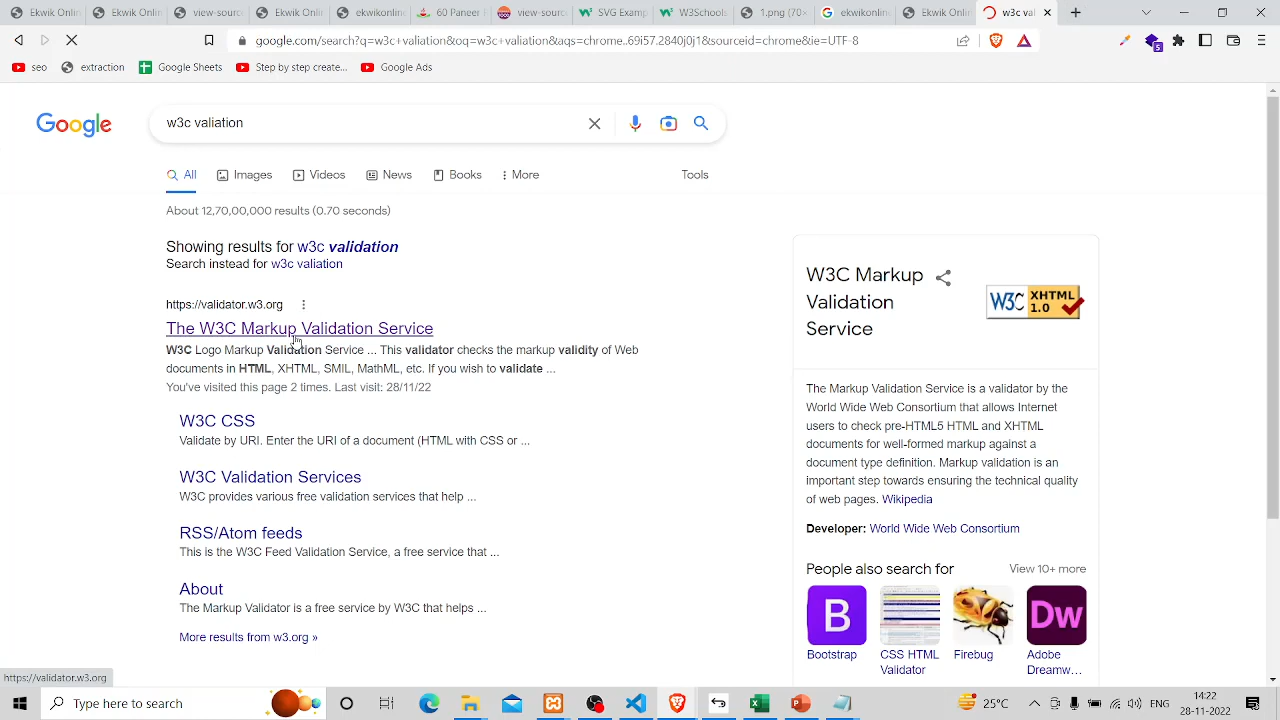 Ekwik Onlin
Ekwik Onlin
view-sourc
Ekwik Onlin
ekwikonline
60 Paneer
view-sourc
SVG Examp
W3Schools
1.png (70×
ekwikonline
Ekwik Onlin
w3c vali
google.com/search?q=w3c+valiation&oq=w3c+valiation&aqs=chrome..69i57.2840j0j1&sourceid=chrome&ie=UTF-8
5
seo
extraction
Google Sheets
Step by step create...
Google Ads
Google
w3c valiation
All
Images
Videos
News
Books
More
Tools
About 12,70,00,000 results (0.70 seconds)
Showing results for w3c validation
Search instead for w3c valiation
https://validator.w3.org
The W3C Markup Validation Service
W3C Logo Markup Validation Service ... This validator checks the markup validity of Web
documents in HTML, XHTML, SMIL, MathML, etc. If you wish to validate ...
You've visited this page 2 times. Last visit: 28/11/22
W3C CSS
Validate by URI. Enter the URI of a document (HTML with CSS or ...
W3C Validation Services
W3C provides various free validation services that help ...
RSS/Atom feeds
This is the W3C Feed Validation Service, a free service that ...
About
The Markup Validator is a free service by W3C that helps ...
More results from w3.org »
W3C Markup
Validation
Service
W3C XHTML
1.0
The Markup Validation Service is a validator by the
World Wide Web Consortium that allows Internet
users to check pre-HTML5 HTML and XHTML
documents for well-formed markup against a
document type definition. Markup validation is an
important step towards ensuring the technical quality
of web pages. Wikipedia
Developer: World Wide Web Consortium
People also search for
View 10+ more
B
Dw
Bootstrap
CSS HTML
Validator
Firebug
Adobe
Dreamw...
https://validator.w3.org
Type here to search
25°C
ENG
14:22
28-11-2022